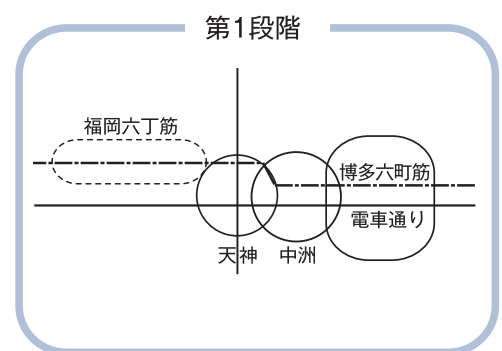 第1段階
福岡六丁筋
博多六町筋
電車通り
天神
中洲